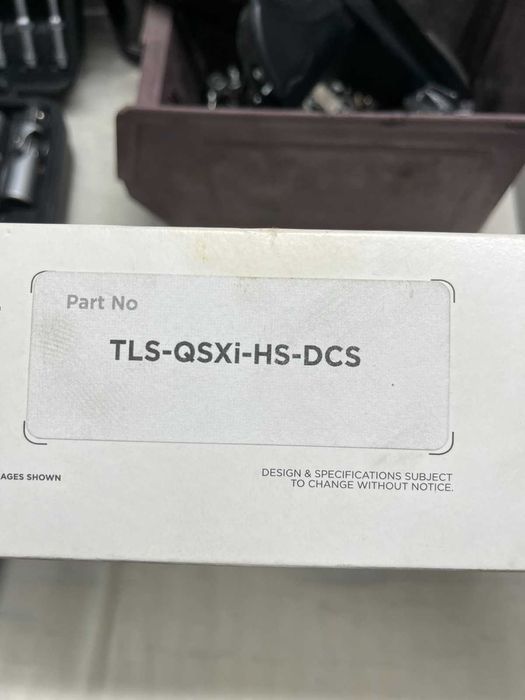 Part No
TLS-QSXi-HS-DCS
AGES SHOWN
DESIGN & SPECIFICATIONS SUBJECT
TO CHANGE WITHOUT NOTICE.